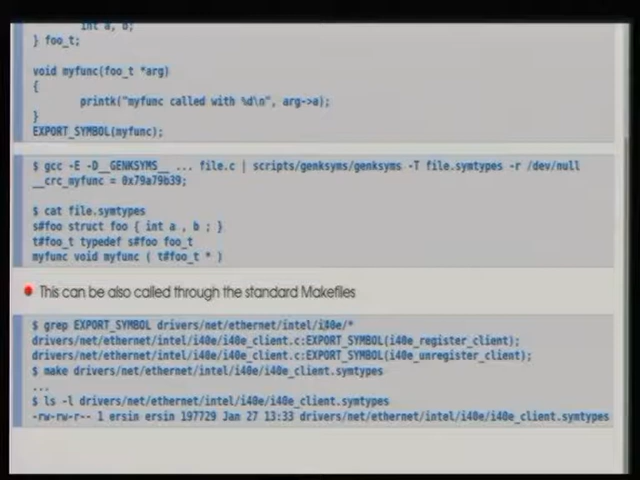 int a, b;
} foo_t;
void myfunc(foo_t *arg)
{
printk("myfunc called with %d\n", arg->a);
}
EXPORT_SYMBOL(myfunc);
$ gcc -E -D__GENKSYMS__ ... file.c | scripts/genksyms/genksyms -T file.symtypes -r /dev/null
__crc_myfunc = 0x79a79b39;
$ cat file.symtypes
s#foo struct foo { int a , b ; }
t#foo_t typedef s#foo foo_t
myfunc void myfunc ( t#foo_t * )
This can be also called through the standard Makefiles
$ grep EXPORT_SYMBOL drivers/net/ethernet/intel/i40e/*
drivers/net/ethernet/intel/i40e/i40e_client.c:EXPORT_SYMBOL(i40e_register_client);
drivers/net/ethernet/intel/i40e/i40e_client.c:EXPORT_SYMBOL(i40e_unregister_client);
$ make drivers/net/ethernet/intel/i40e/i40e_client.symtypes
...
$ ls -l drivers/net/ethernet/intel/i40e/i40e_client.symtypes
-rw-rw-r-- 1 ersin ersin 197729 Jan 27 13:33 drivers/net/ethernet/intel/i40e/i40e_client.symtypes